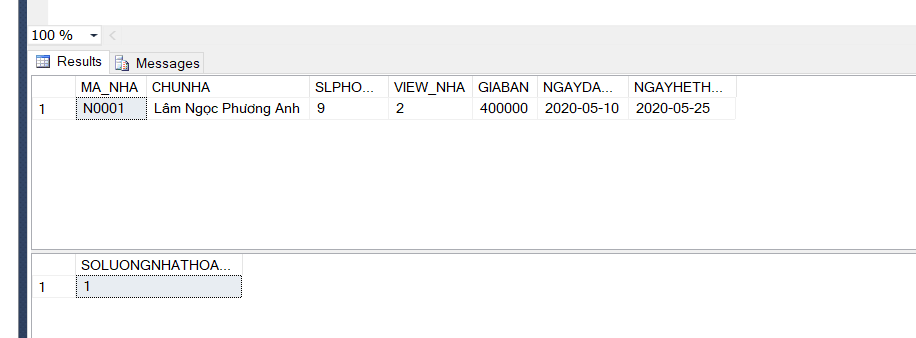 100 %
Results Messages
MA_NHA CHUNHA SLPHO... VIEW_NHA GIABAN NGAYDA... NGAYHETH...
1 N0001 Lâm Ngọc Phương Anh 9 2 400000 2020-05-10 2020-05-25
SOLUONGNHATHOA...
1 1